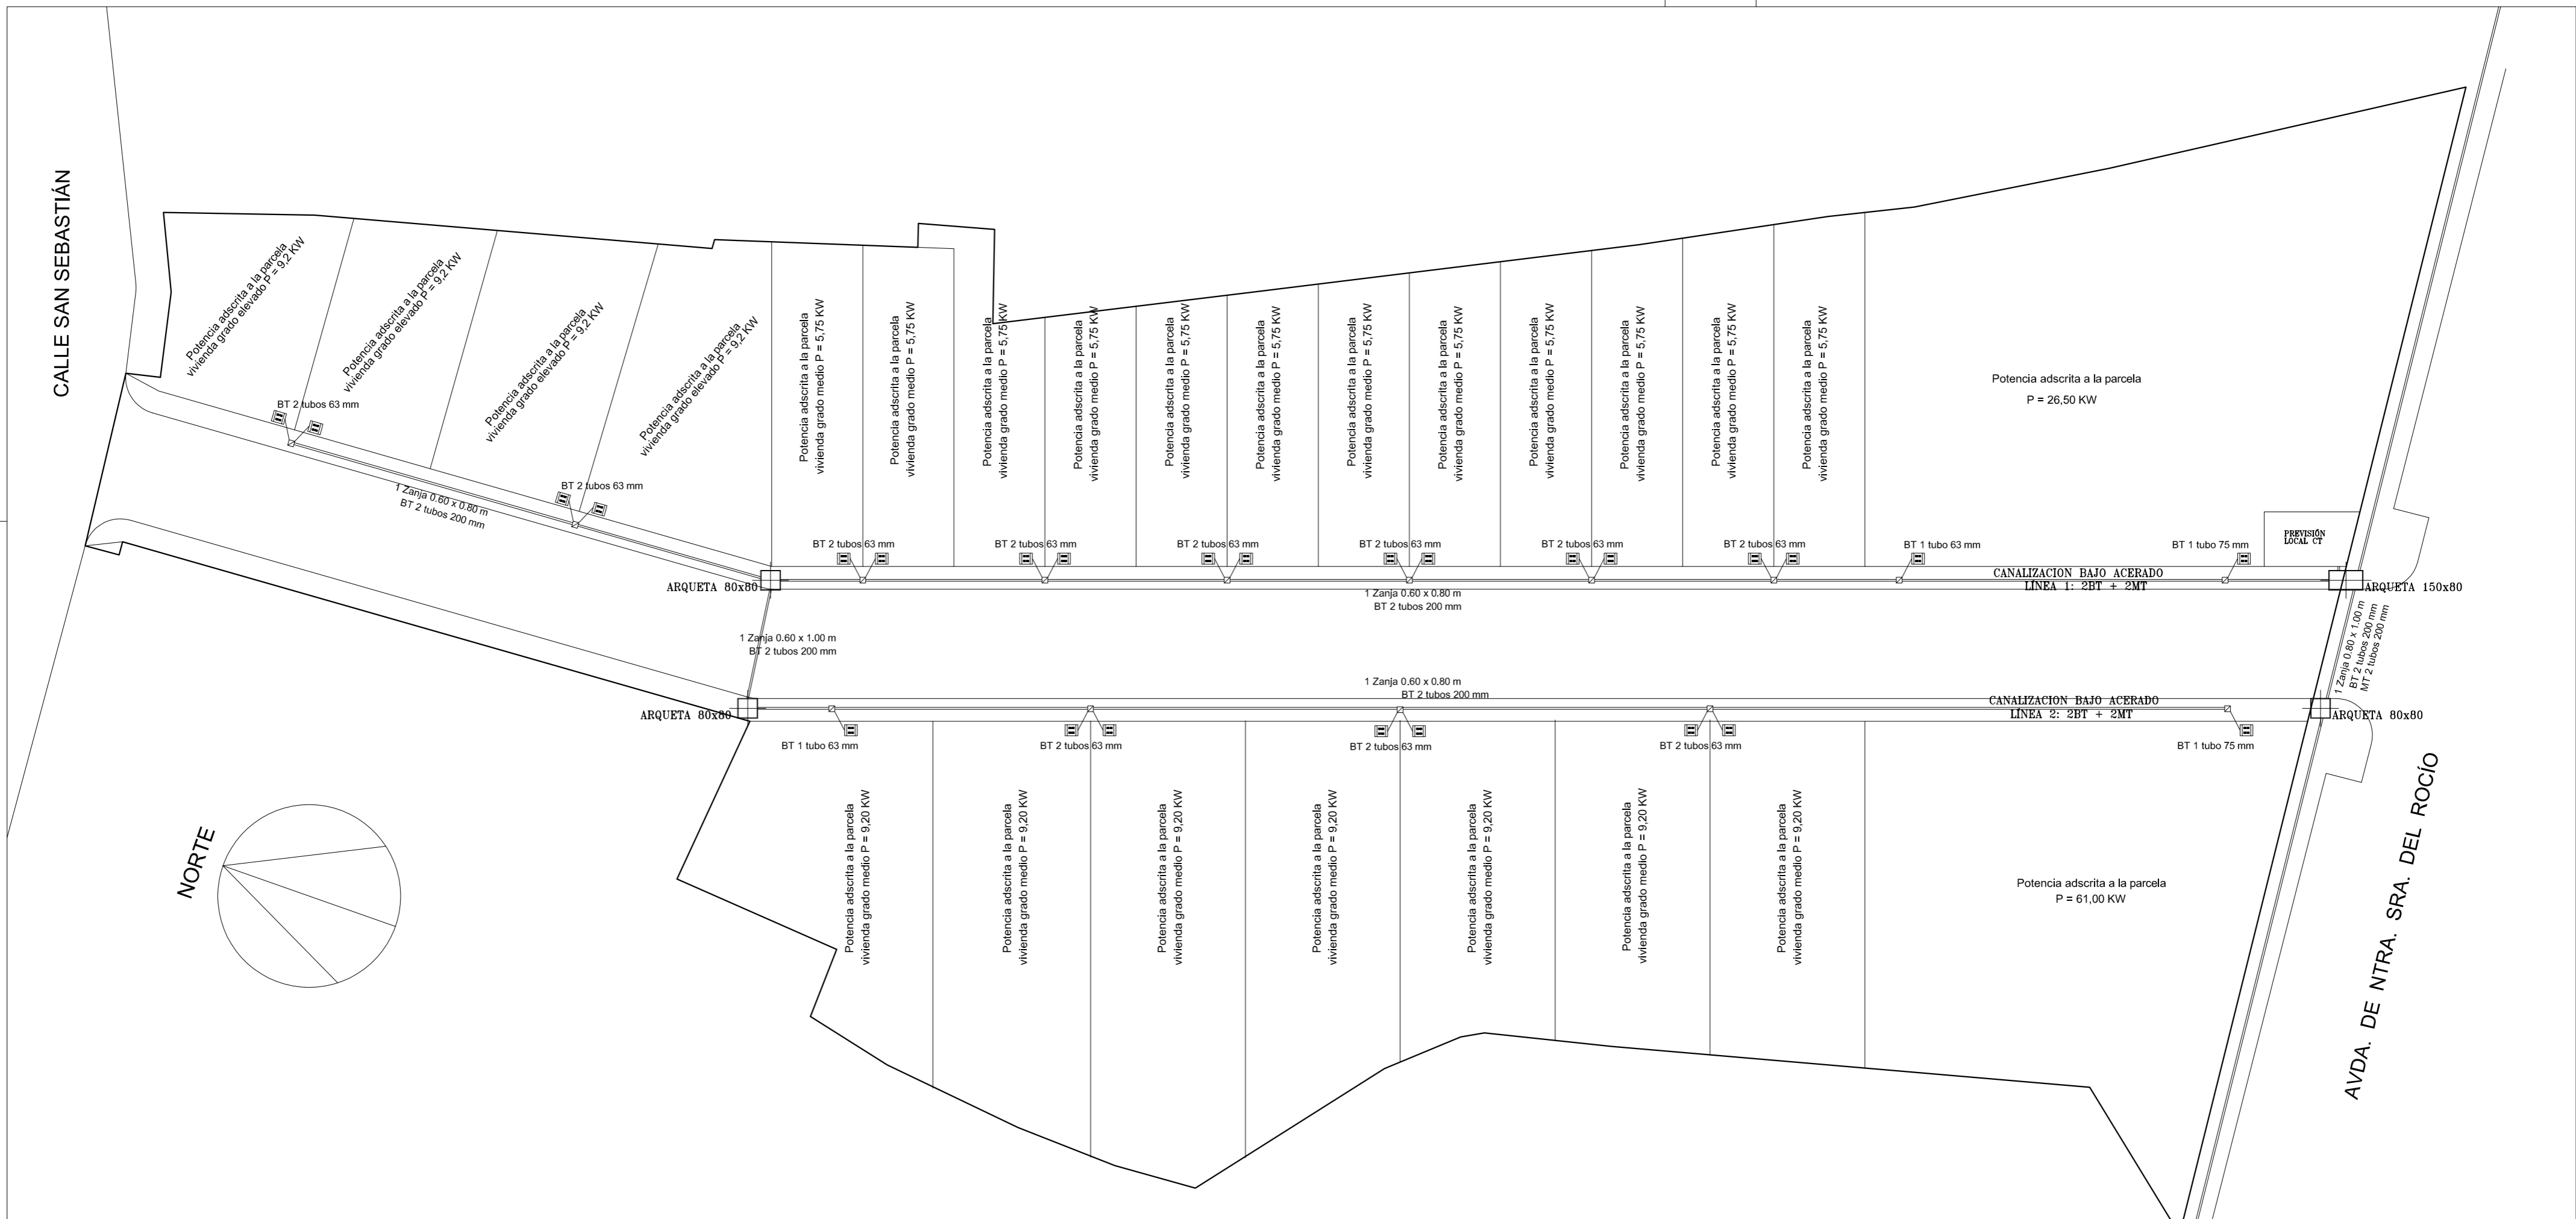 CALLE SAN SEBASTIÁN
Potencia adscrita a la parcela
vivienda grado elevado P = 9,2 KW
Potencia adscrita a la parcela
vivienda grado elevado P = 9,2 KW
Potencia adscrita a la parcela
vivienda grado elevado P = 9,2 KW
Potencia adscrita a la parcela
vivienda grado elevado P = 9,2 KW
Potencia adscrita a la parcela
vivienda grado medio P = 5,75 KW
Potencia adscrita a la parcela
vivienda grado medio P = 5,75 KW
Potencia adscrita a la parcela
vivienda grado medio P = 5,75 KW
Potencia adscrita a la parcela
vivienda grado medio P = 5,75 KW
Potencia adscrita a la parcela
vivienda grado medio P = 5,75 KW
Potencia adscrita a la parcela
vivienda grado medio P = 5,75 KW
Potencia adscrita a la parcela
vivienda grado medio P = 5,75 KW
Potencia adscrita a la parcela
vivienda grado medio P = 5,75 KW
Potencia adscrita a la parcela
vivienda grado medio P = 5,75 KW
Potencia adscrita a la parcela
vivienda grado medio P = 5,75 KW
Potencia adscrita a la parcela
vivienda grado medio P = 5,75 KW
Potencia adscrita a la parcela
vivienda grado medio P = 5,75 KW
Potencia adscrita a la parcela
P = 26,50 KW
BT 2 tubos 63 mm
BT 2 tubos 63 mm
1 Zanja 0.60 x 0.80 m
BT 2 tubos 200 mm
BT 2 tubos 63 mm
BT 2 tubos 63 mm
BT 2 tubos 63 mm
BT 2 tubos 63 mm
BT 2 tubos 63 mm
BT 2 tubos 63 mm
BT 1 tubo 63 mm
BT 1 tubo 75 mm
PREVISIÓN
LOCAL CT
ARQUETA 80x80
CANALIZACION BAJO ACERADO
LÍNEA 1: 2BT + 2MT
ARQUETA 150x80
1 Zanja 0.60 x 0.80 m
BT 2 tubos 200 mm
1 Zanja 0.60 x 1.00 m
BT 2 tubos 200 mm
1 Zanja 0.80 x 1.00 m
BT 2 tubos 200 mm
MT 2 tubos 200 mm
1 Zanja 0.60 x 0.80 m
BT 2 tubos 200 mm
CANALIZACION BAJO ACERADO
LÍNEA 2: 2BT + 2MT
ARQUETA 80x80
ARQUETA 80x80
BT 1 tubo 63 mm
BT 2 tubos 63 mm
BT 2 tubos 63 mm
BT 2 tubos 63 mm
BT 1 tubo 75 mm
NORTE
Potencia adscrita a la parcela
vivienda grado medio P = 9,20 KW
Potencia adscrita a la parcela
vivienda grado medio P = 9,20 KW
Potencia adscrita a la parcela
vivienda grado medio P = 9,20 KW
Potencia adscrita a la parcela
vivienda grado medio P = 9,20 KW
Potencia adscrita a la parcela
vivienda grado medio P = 9,20 KW
Potencia adscrita a la parcela
vivienda grado medio P = 9,20 KW
Potencia adscrita a la parcela
vivienda grado medio P = 9,20 KW
Potencia adscrita a la parcela
P = 61,00 KW
AVDA. DE NTRA. SRA. DEL ROCÍO